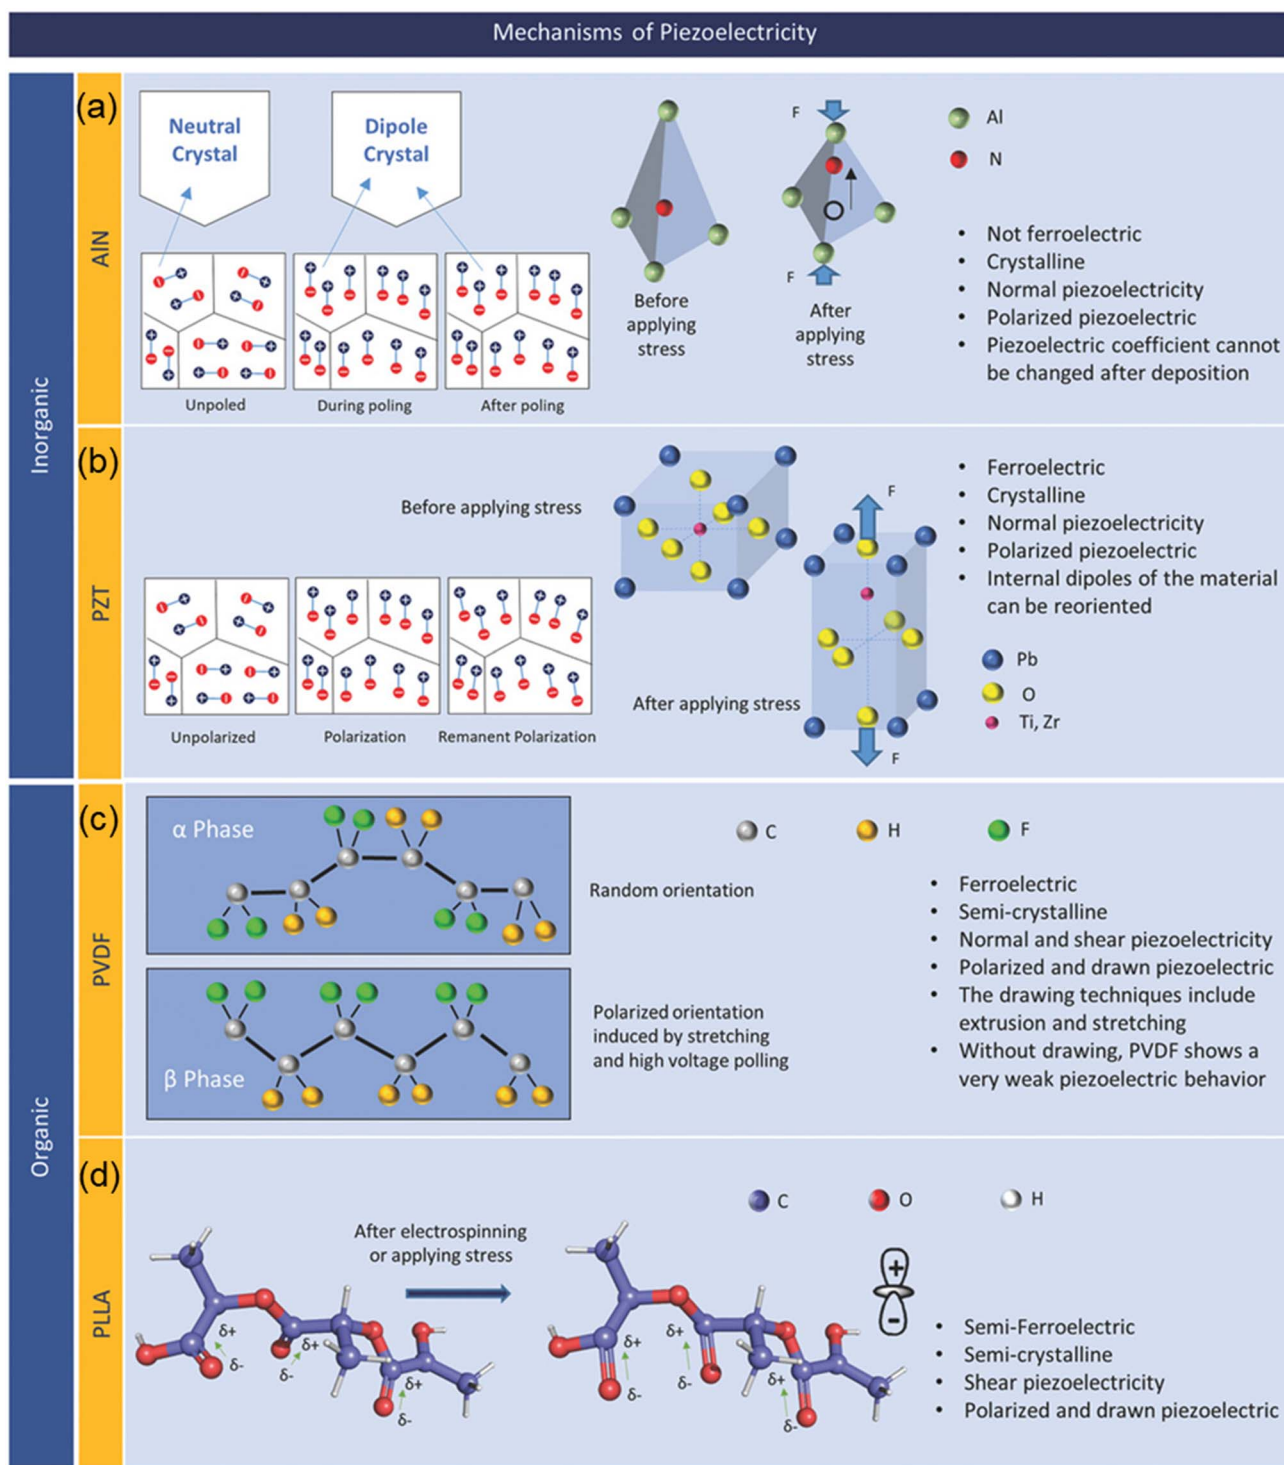 Mechanisms of Piezoelectricity
Inorganic
(a)
AlN
Neutral
Crystal
Dipole
Crystal
Unpoled
During poling
After poling
Before
applying
stress
F
F
After
applying
stress
Al
N
• Not ferroelectric
• Crystalline
• Normal piezoelectricity
• Polarized piezoelectric
• Piezoelectric coefficient cannot
be changed after deposition
(b)
PZT
Before applying stress
Unpolarized
Polarization
Remanent Polarization
After applying stress
F
F
• Ferroelectric
• Crystalline
• Normal piezoelectricity
• Polarized piezoelectric
• Internal dipoles of the material
can be reoriented
Pb
O
Ti, Zr
Organic
(c)
PVDF
α Phase
Random orientation
β Phase
Polarized orientation
induced by stretching
and high voltage polling
C
H
F
• Ferroelectric
• Semi-crystalline
• Normal and shear piezoelectricity
• Polarized and drawn piezoelectric
• The drawing techniques include
extrusion and stretching
• Without drawing, PVDF shows a
very weak piezoelectric behavior
(d)
PLLA
After electrospinning
or applying stress
δ+
δ-
δ+
δ-
δ+
δ-
δ+
δ-
δ+
δ-
δ+
δ-
C
O
H
+
-
• Semi-Ferroelectric
• Semi-crystalline
• Shear piezoelectricity
• Polarized and drawn piezoelectric